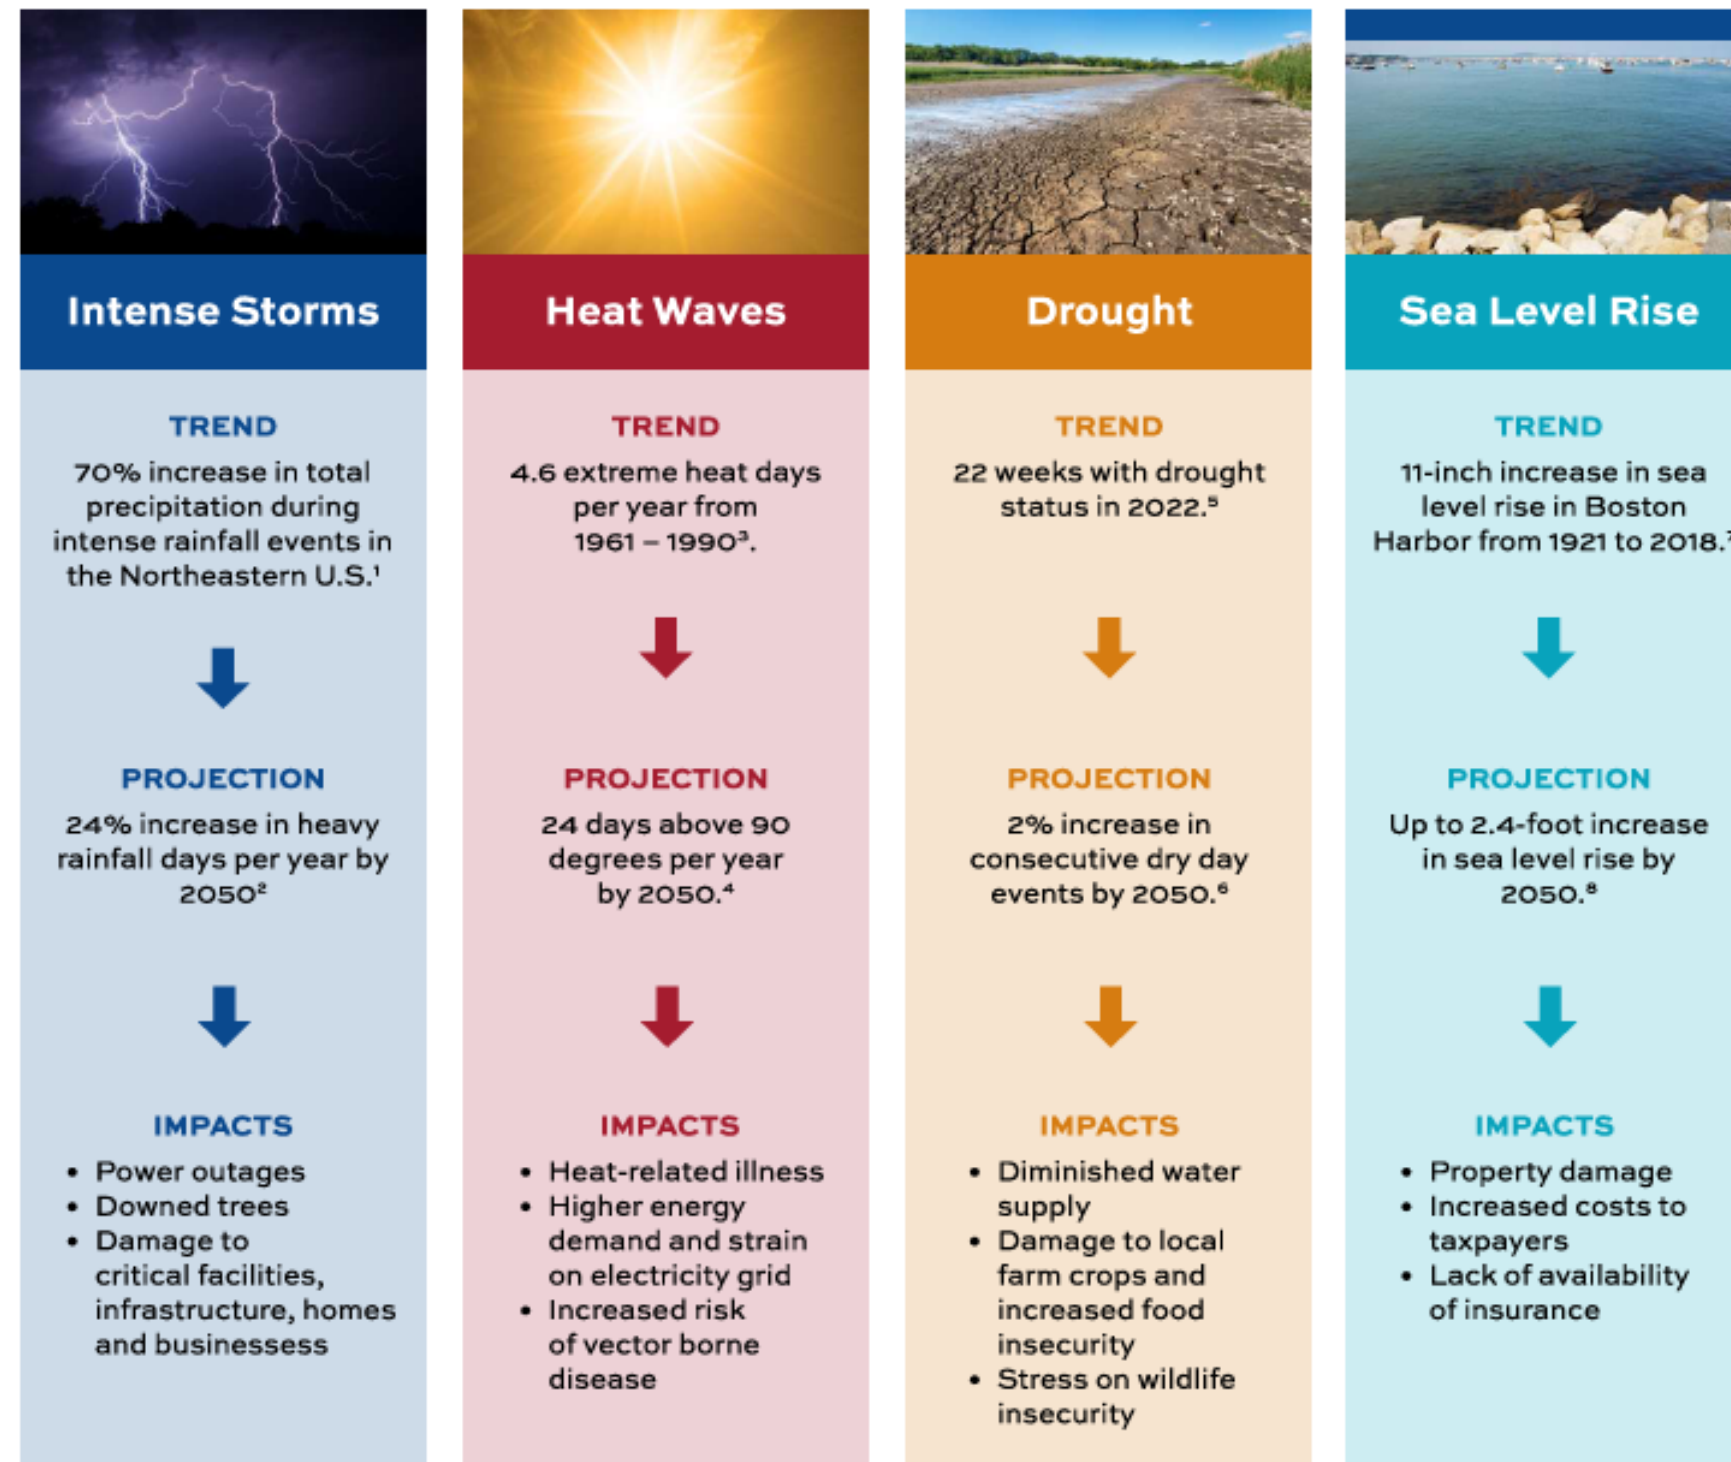 Intense Storms
TREND
70% increase in total
precipitation during
intense rainfall events in
the Northeastern U.S.¹
PROJECTION
24% increase in heavy
rainfall days per year by
2050²
IMPACTS
• Power outages
• Downed trees
• Damage to
critical facilities,
infrastructure, homes
and businessess
Heat Waves
TREND
4.6 extreme heat days
per year from
1961 – 1990³.
PROJECTION
24 days above 90
degrees per year
by 2050.⁴
IMPACTS
• Heat-related illness
• Higher energy
demand and strain
on electricity grid
• Increased risk
of vector borne
disease
Drought
TREND
22 weeks with drought
status in 2022.⁵
PROJECTION
2% increase in
consecutive dry day
events by 2050.⁶
IMPACTS
• Diminished water
supply
• Damage to local
farm crops and
increased food
insecurity
• Stress on wildlife
insecurity
Sea Level Rise
TREND
11-inch increase in sea
level rise in Boston
Harbor from 1921 to 2018.⁷
PROJECTION
Up to 2.4-foot increase
in sea level rise by
2050.⁸
IMPACTS
• Property damage
• Increased costs to
taxpayers
• Lack of availability
of insurance